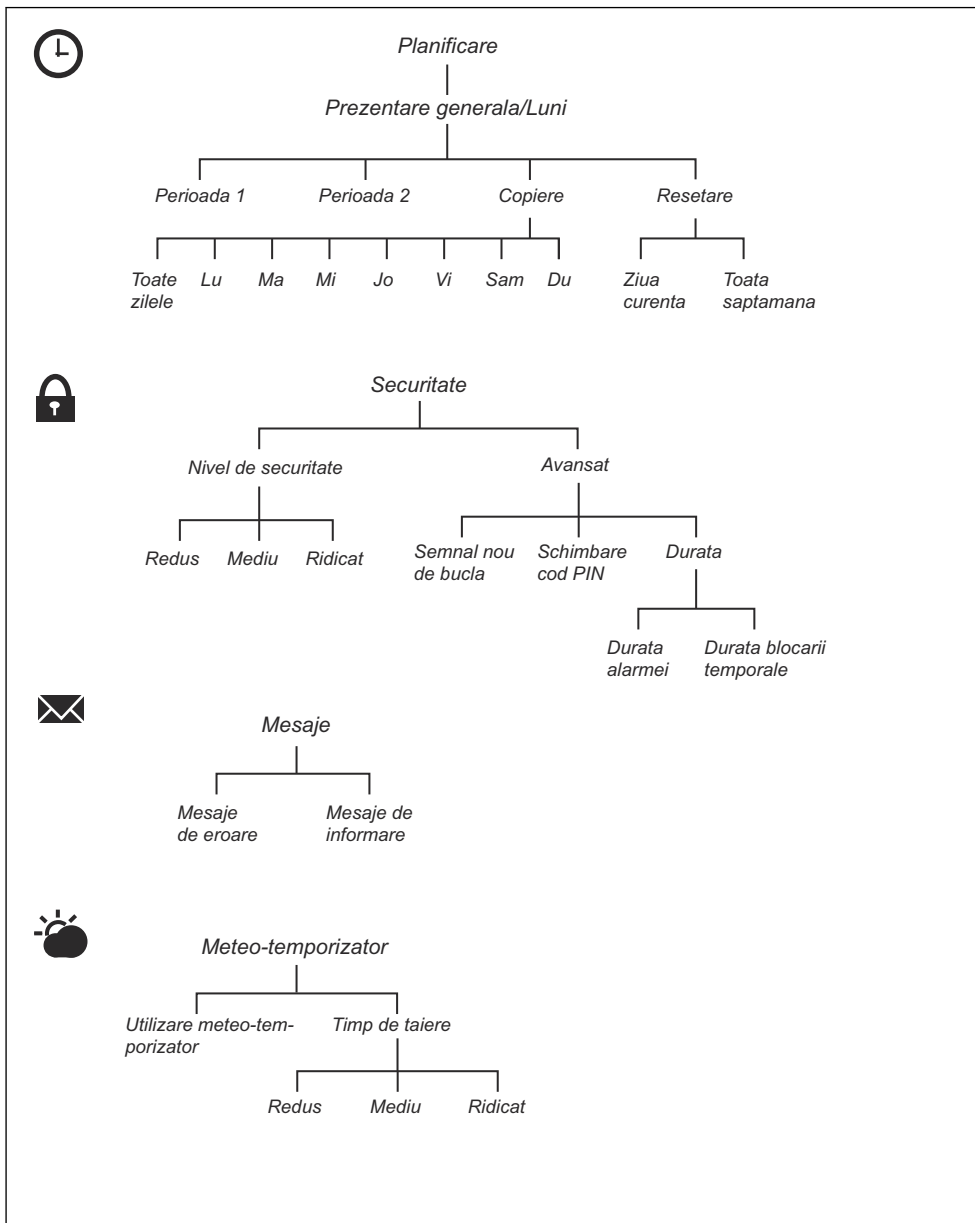 Planificare
Prezentare generala/Luni
Perioada 1 Perioada 2 Copiere Resetare
Toate zilele Lu Ma Mi Jo Vi Sam Du Ziua curenta Toata saptamana
Securitate
Nivel de securitate Avansat
Redus Mediu Ridicat
Semnal nou de bucla Schimbare cod PIN Durata
Durata alarmei Durata blocarii temporale
Mesaje
Mesaje de eroare Mesaje de informare
Meteo-temporizator
Utilizare meteo-tem-
porizator
Timp de taiere
Redus Mediu Ridicat